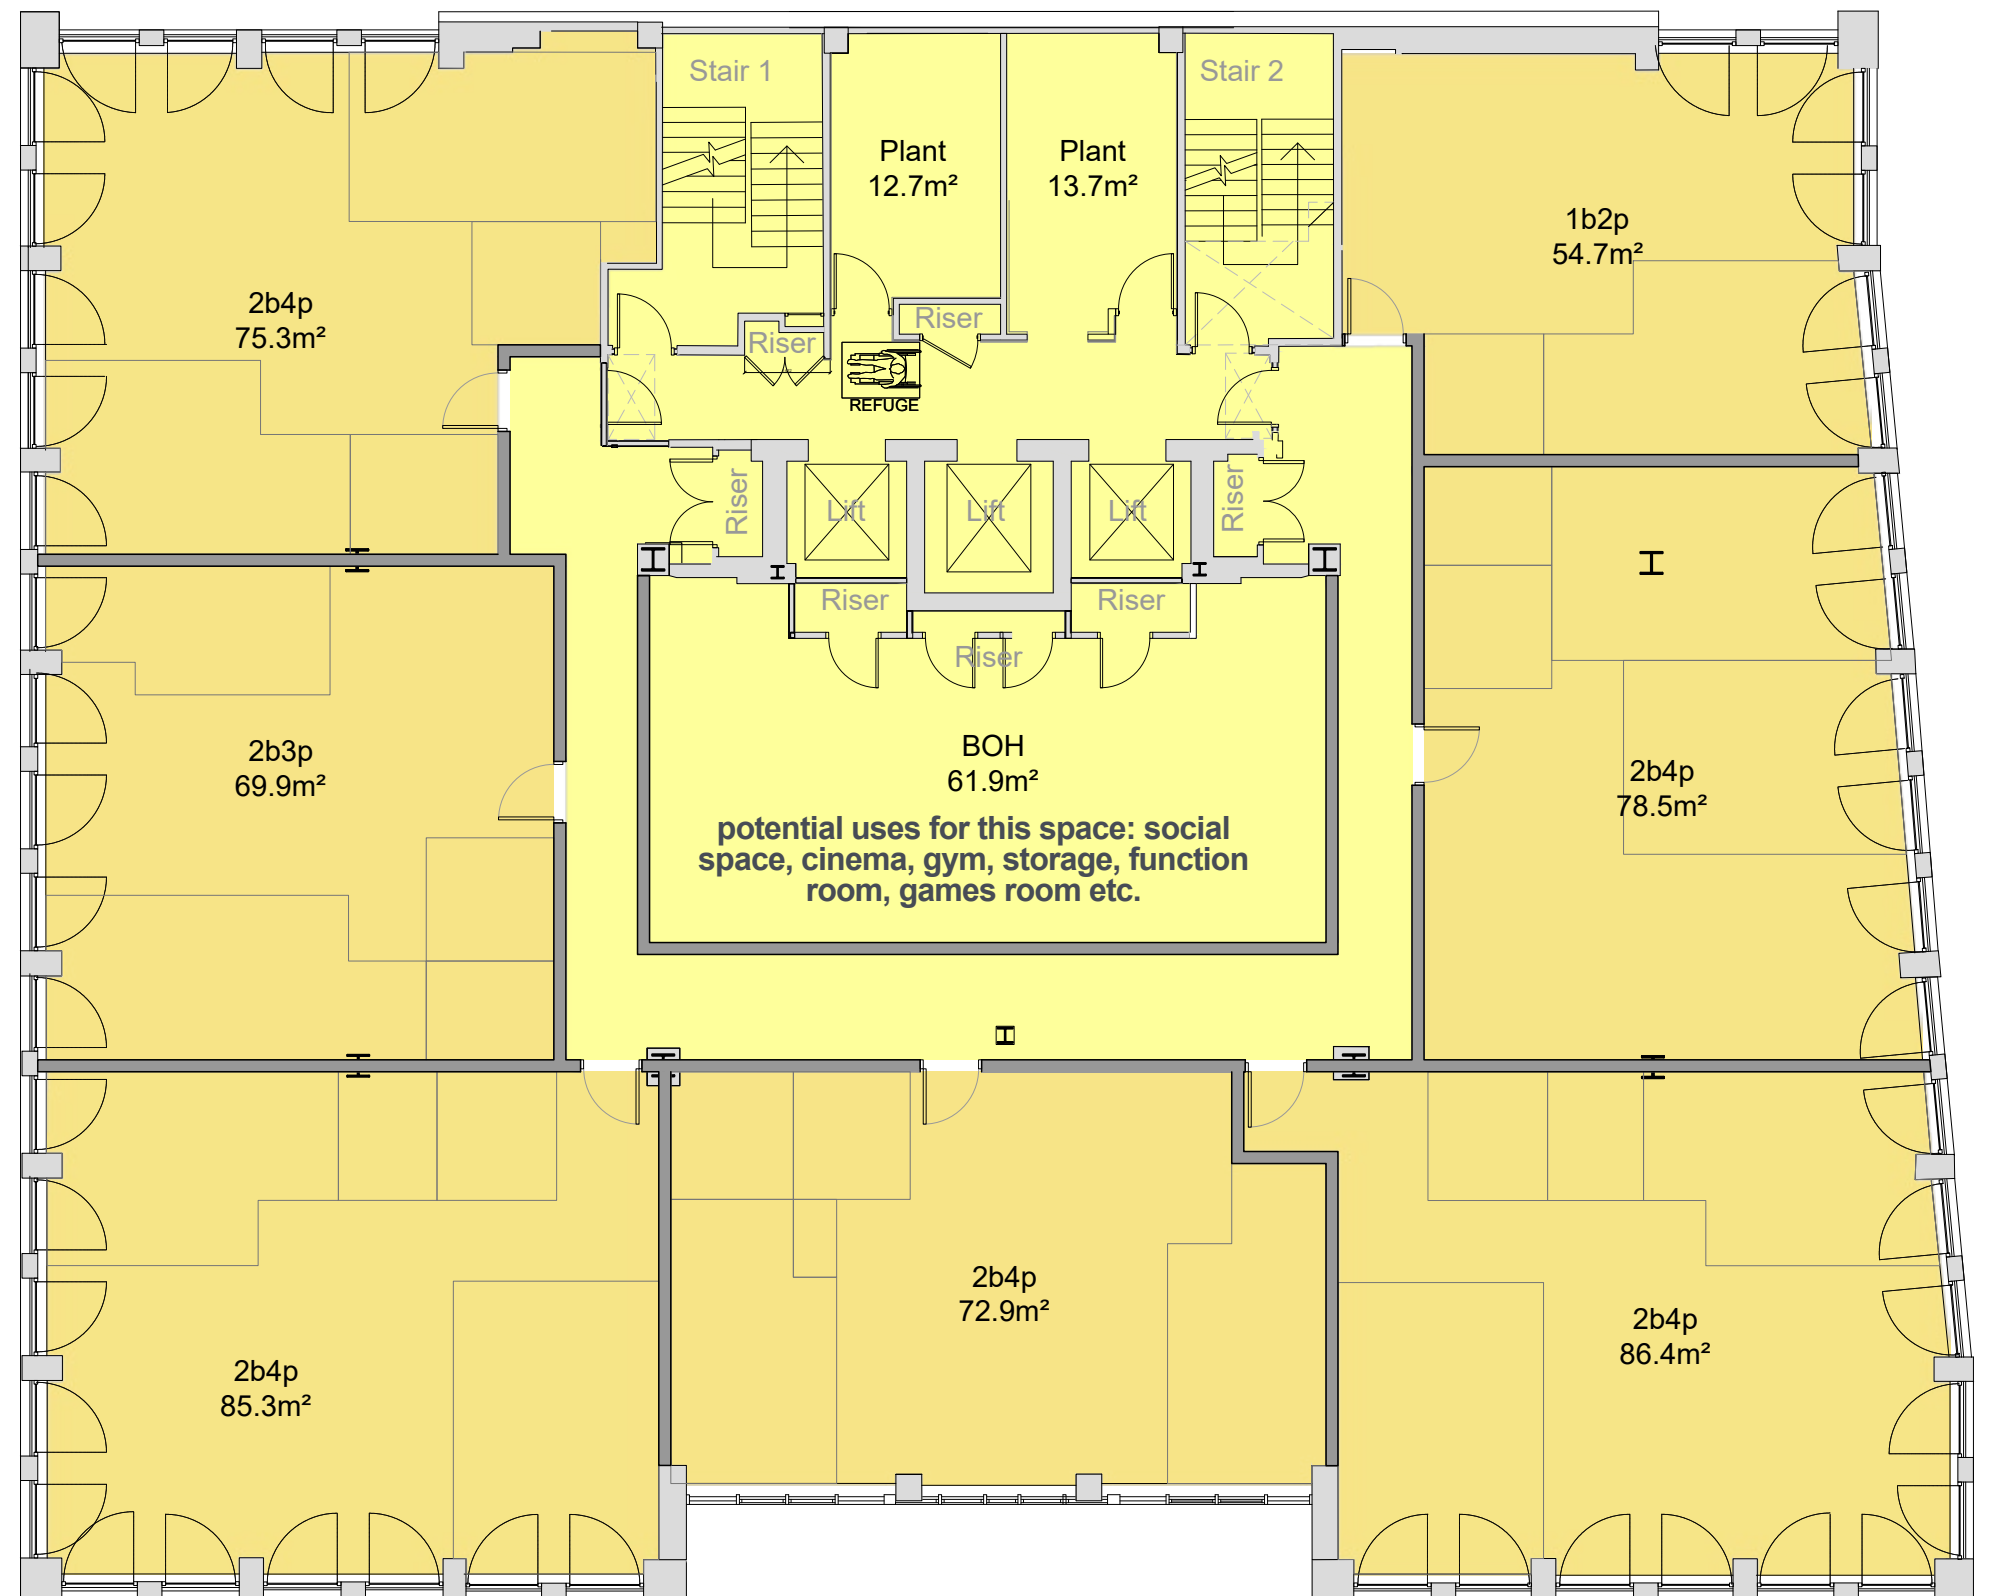 Stair 1
Stair 2
Plant
12.7m²
Plant
13.7m²
1b2p
54.7m²
2b4p
75.3m²
Riser
Riser
REFUGE
Riser
Lift
Lift
Lift
Riser
Riser
Riser
Riser
2b3p
69.9m²
BOH
61.9m²
potential uses for this space: social
space, cinema, gym, storage, function
room, games room etc.
2b4p
78.5m²
2b4p
85.3m²
2b4p
72.9m²
2b4p
86.4m²